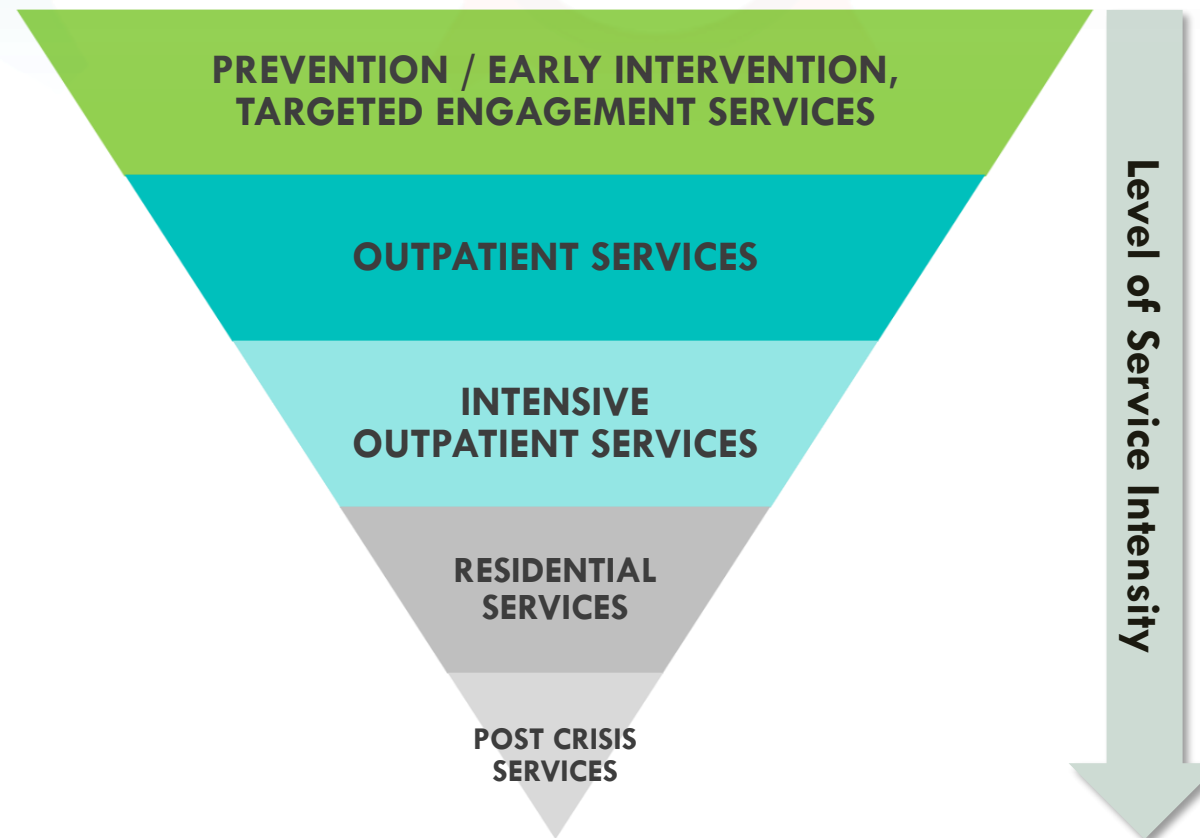 PREVENTION / EARLY INTERVENTION,
TARGETED ENGAGEMENT SERVICES
OUTPATIENT SERVICES
INTENSIVE
OUTPATIENT SERVICES
RESIDENTIAL
SERVICES
POST CRISIS
SERVICES
Level of Service Intensity